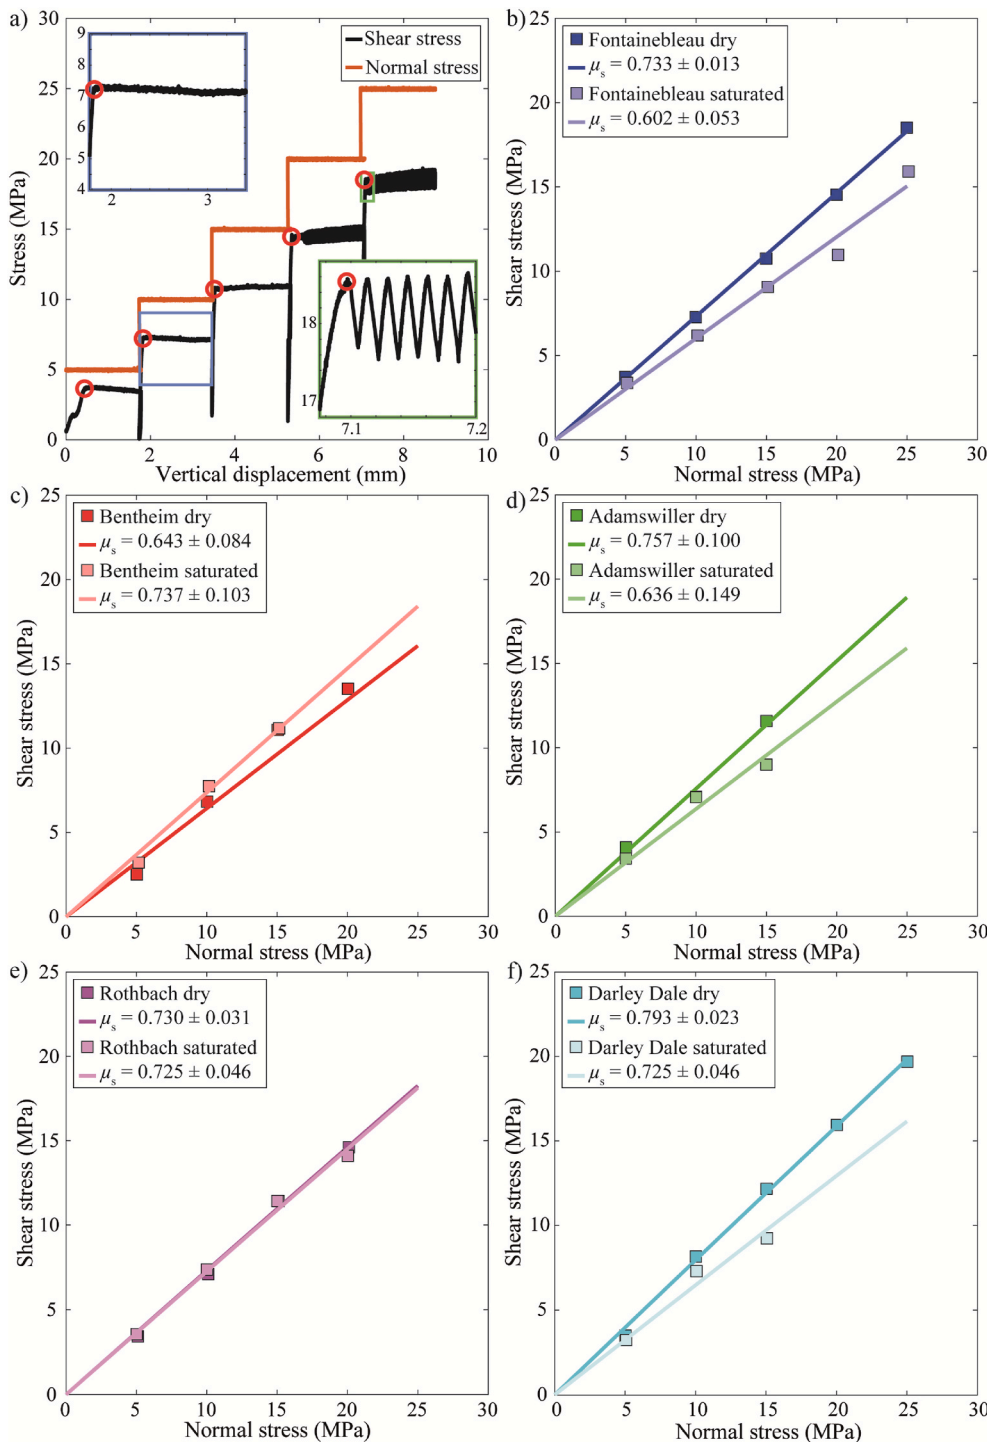 a)
30
25
20
15
10
5
0
Stress (MPa)
0 2 4 6 8 10
Vertical displacement (mm)
Shear stress
Normal stress
9
8
7
6
5
4
2 3
18
17
7.1 7.2
b)
25
20
15
10
5
0
Shear stress (MPa)
0 5 10 15 20 25 30
Normal stress (MPa)
Fontainebleau dry
μs = 0.733 ± 0.013
Fontainebleau saturated
μs = 0.602 ± 0.053
c)
25
20
15
10
5
0
Shear stress (MPa)
0 5 10 15 20 25 30
Normal stress (MPa)
Bentheim dry
μs = 0.643 ± 0.084
Bentheim saturated
μs = 0.737 ± 0.103
d)
25
20
15
10
5
0
Shear stress (MPa)
0 5 10 15 20 25 30
Normal stress (MPa)
Adamswiller dry
μs = 0.757 ± 0.100
Adamswiller saturated
μs = 0.636 ± 0.149
e)
25
20
15
10
5
0
Shear stress (MPa)
0 5 10 15 20 25 30
Normal stress (MPa)
Rothbach dry
μs = 0.730 ± 0.031
Rothbach saturated
μs = 0.725 ± 0.046
f)
25
20
15
10
5
0
Shear stress (MPa)
0 5 10 15 20 25 30
Normal stress (MPa)
Darley Dale dry
μs = 0.793 ± 0.023
Darley Dale saturated
μs = 0.725 ± 0.046